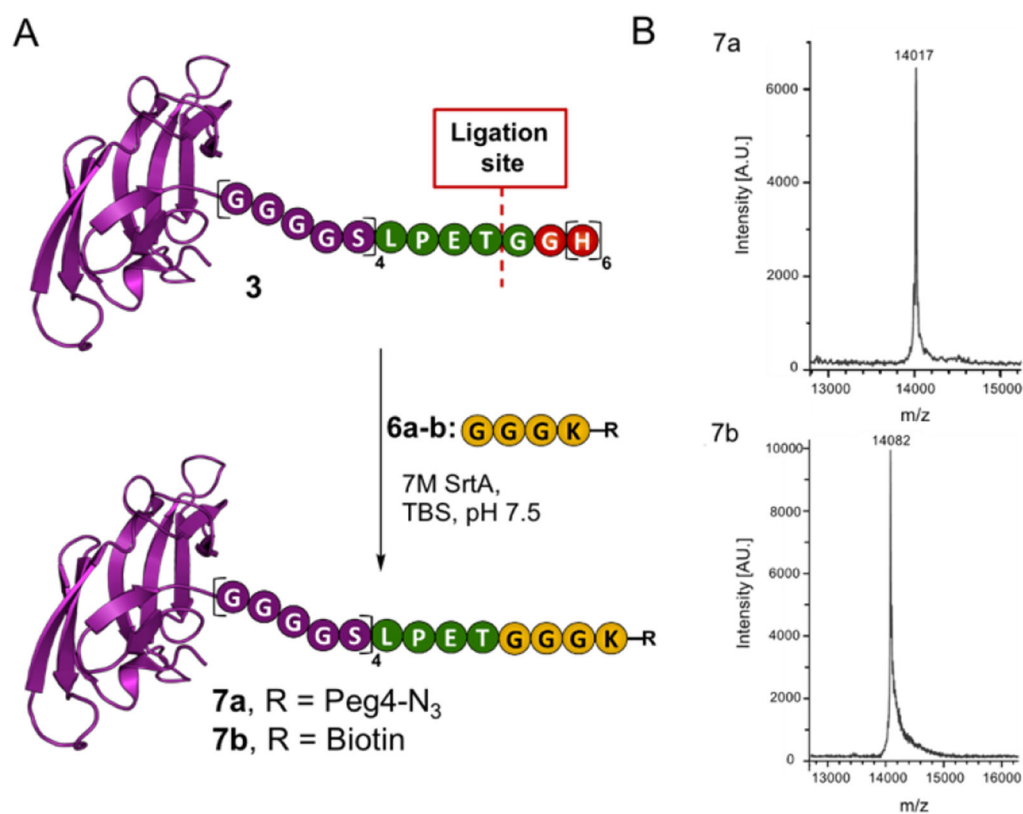 A
G G G G S L P E T G G H
4
6
Ligation
site
3
6a-b: G G G K –R
7M SrtA,
TBS, pH 7.5
G G G G S L P E T G G G K –R
4
7a, R = Peg4-N3
7b, R = Biotin
B
7a
14017
6000
4000
2000
0
Intensity [A.U.]
13000 14000 15000
m/z
7b
14082
10000
8000
6000
4000
2000
0
Intensity [AU.]
13000 14000 15000 16000
m/z